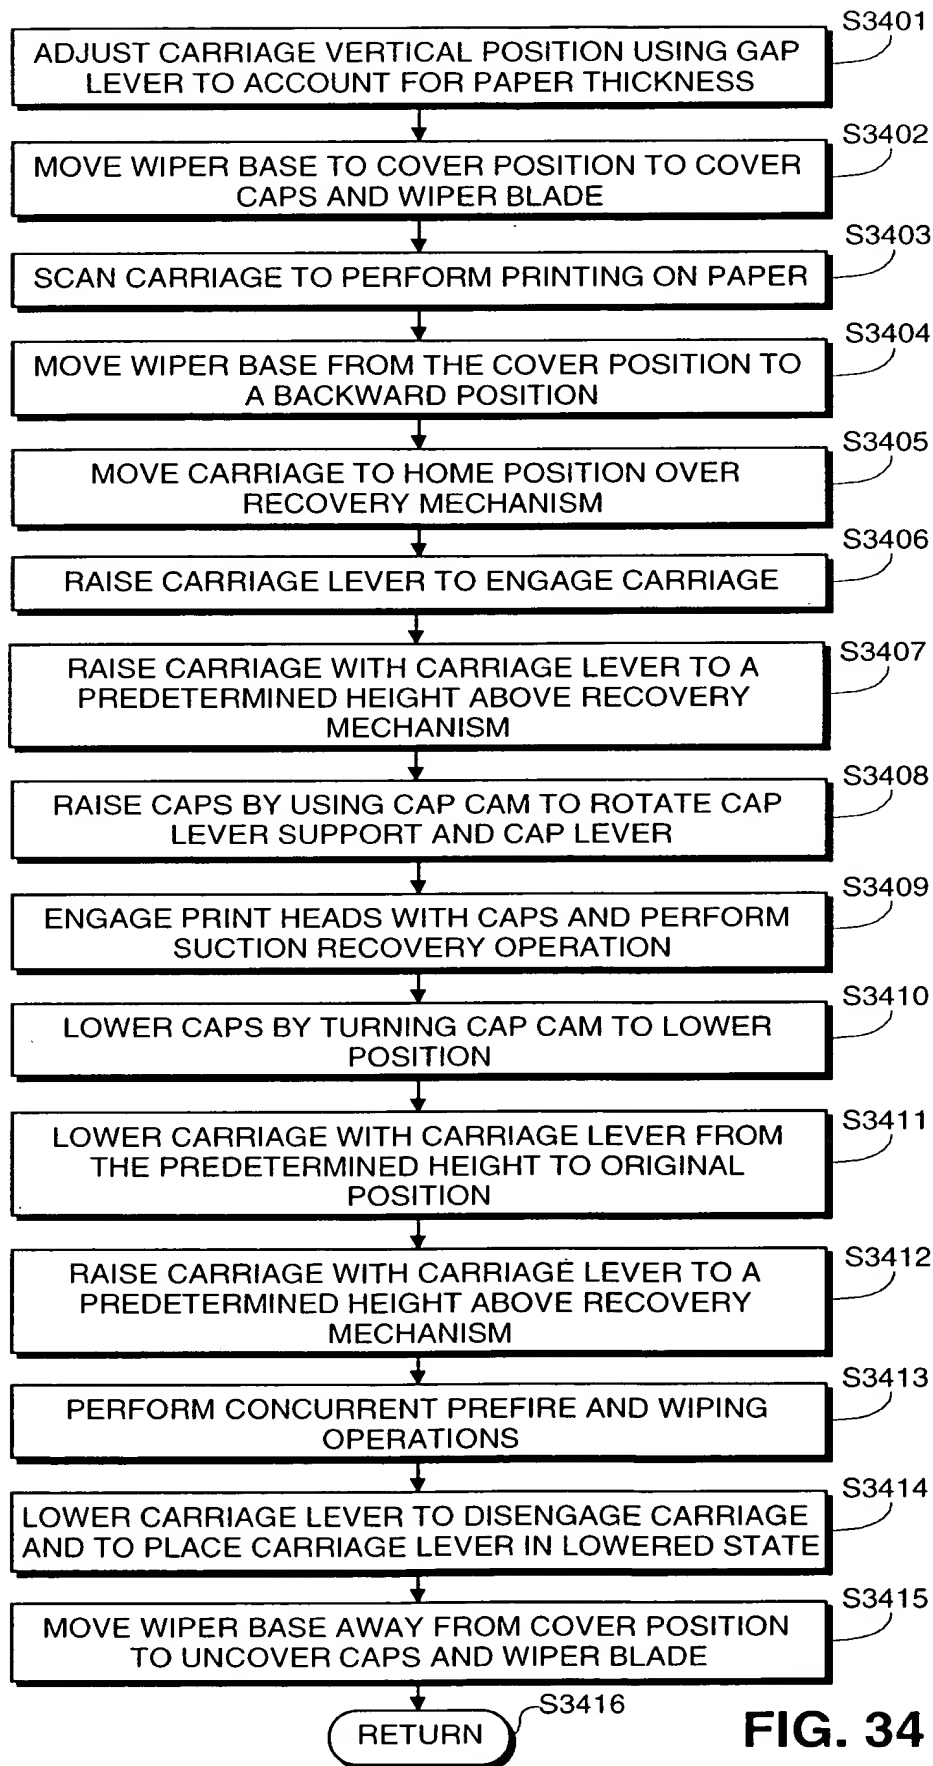 S3401
ADJUST CARRIAGE VERTICAL POSITION USING GAP
LEVER TO ACCOUNT FOR PAPER THICKNESS
S3402
MOVE WIPER BASE TO COVER POSITION TO COVER
CAPS AND WIPER BLADE
S3403
SCAN CARRIAGE TO PERFORM PRINTING ON PAPER
S3404
MOVE WIPER BASE FROM THE COVER POSITION TO
A BACKWARD POSITION
S3405
MOVE CARRIAGE TO HOME POSITION OVER
RECOVERY MECHANISM
S3406
RAISE CARRIAGE LEVER TO ENGAGE CARRIAGE
S3407
RAISE CARRIAGE WITH CARRIAGE LEVER TO A
PREDETERMINED HEIGHT ABOVE RECOVERY
MECHANISM
S3408
RAISE CAPS BY USING CAP CAM TO ROTATE CAP
LEVER SUPPORT AND CAP LEVER
S3409
ENGAGE PRINT HEADS WITH CAPS AND PERFORM
SUCTION RECOVERY OPERATION
S3410
LOWER CAPS BY TURNING CAP CAM TO LOWER
POSITION
S3411
LOWER CARRIAGE WITH CARRIAGE LEVER FROM
THE PREDETERMINED HEIGHT TO ORIGINAL
POSITION
S3412
RAISE CARRIAGE WITH CARRIAGE LEVER TO A
PREDETERMINED HEIGHT ABOVE RECOVERY
MECHANISM
S3413
PERFORM CONCURRENT PREFIRE AND WIPING
OPERATIONS
S3414
LOWER CARRIAGE LEVER TO DISENGAGE CARRIAGE
AND TO PLACE CARRIAGE LEVER IN LOWERED STATE
S3415
MOVE WIPER BASE AWAY FROM COVER POSITION
TO UNCOVER CAPS AND WIPER BLADE
S3416
RETURN
FIG. 34